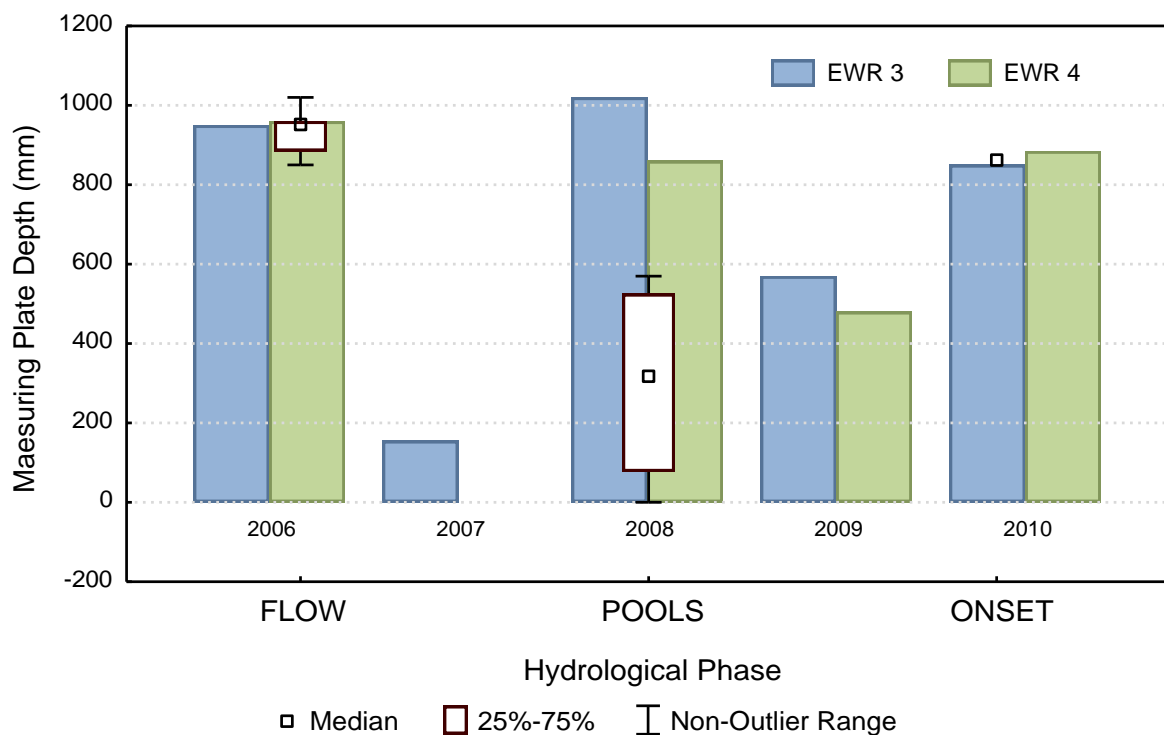 1200
EWR 3
EWR 4
1000
800
600
400
200
0
-200
Maesuring Plate Depth (mm)
2006
2007
2008
2009
2010
FLOW
POOLS
ONSET
Hydrological Phase
Median
25%-75%
Non-Outlier Range